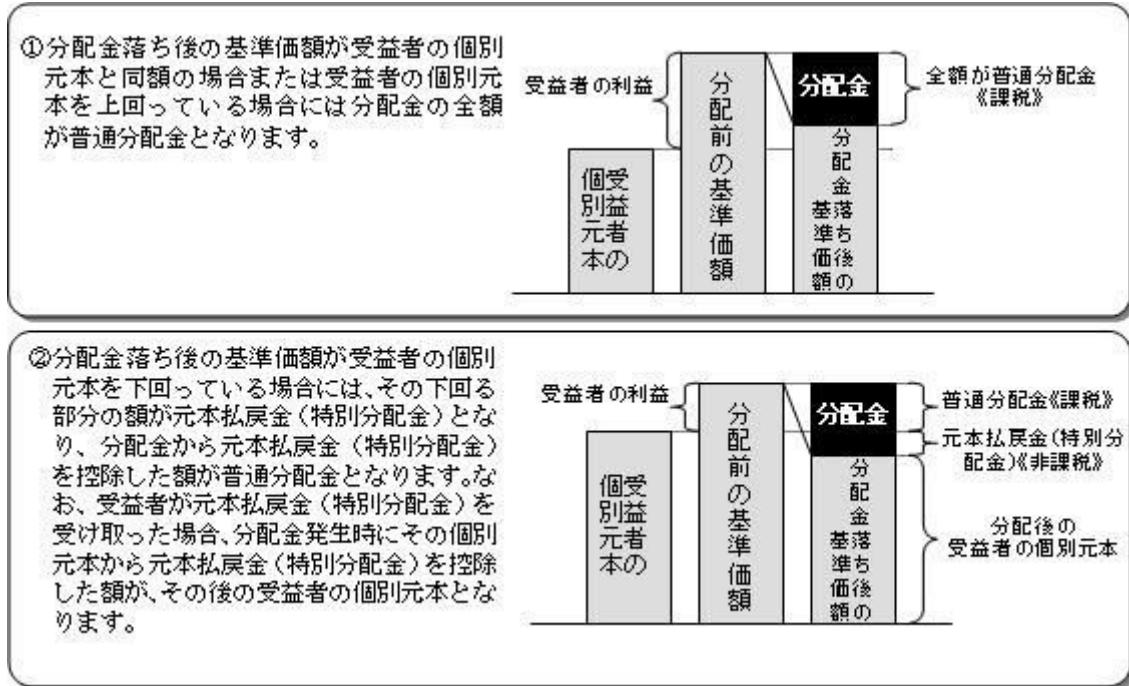 ①分配金落ち後の基準価額が受益者の個別
元本と同額の場合または受益者の個別元
本を上回っている場合には分配金の全額
が普通分配金となります。
受益者の利益
受益者の
個別元本
分配前の基準価額
分配金
分配金落ち後の
基準価額
全額が普通分配金
《課税》
②分配金落ち後の基準価額が受益者の個別
元本を下回っている場合には、その下回る
部分の額が元本払戻金（特別分配金）とな
り、分配金から元本払戻金（特別分配金）
を控除した額が普通分配金となります。な
お、受益者が元本払戻金（特別分配金）を
受け取った場合、分配金発生時にその個別
元本から元本払戻金（特別分配金）を控除
した額が、その後の受益者の個別元本とな
ります。
受益者の利益
受益者の
個別元本
分配前の基準価額
分配金
分配金落ち後の
基準価額
普通分配金《課税》
元本払戻金(特別分
配金)《非課税》
分配後の
受益者の個別元本